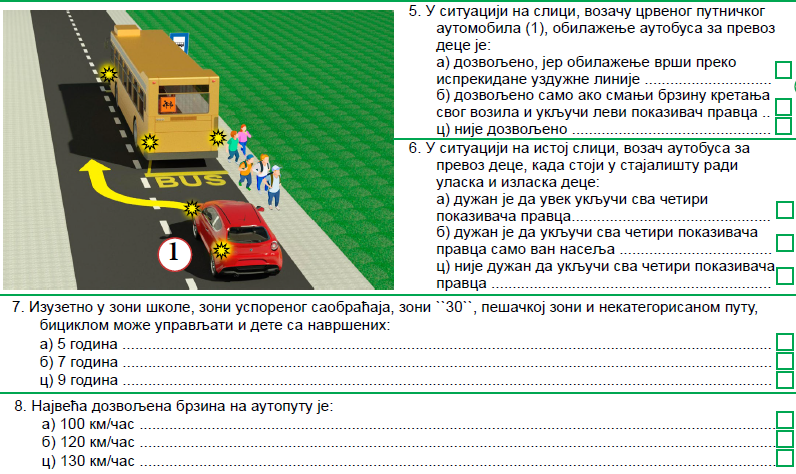 BUS
1
5. У ситуацији на слици, возачу црвеног путничког
аутомобила (1), обилажење аутобуса за превоз
деце је:
а) дозвољено, јер обилажење врши преко
испрекидане уздужне линије ................................
б) дозвољено само ако смањи брзину кретања
свог возила и укључи леви показивач правца ..
ц) није дозвољено ..................................................
6. У ситуацији на истој слици, возач аутобуса за
превоз деце, када стоји у стајалишту ради
уласка и изласка деце:
а) дужан је да увек укључи сва четири
показивача правца..................................................
б) дужан је да укључи сва четири показивача
правца само ван насеља ........................................
ц) није дужан да укључи сва четири показивача
правца ......................................................................
7. Изузетно у зони школе, зони успореног саобраћаја, зони ``30``, пешачкој зони и некатегорисаном путу,
бициклом може управљати и дете са навршених:
а) 5 година ......................................................................
б) 7 година ......................................................................
ц) 9 година ......................................................................
8. Највећа дозвољена брзина на аутопуту је:
а) 100 км/час ......................................................................
б) 120 км/час ......................................................................
ц) 130 км/час ......................................................................